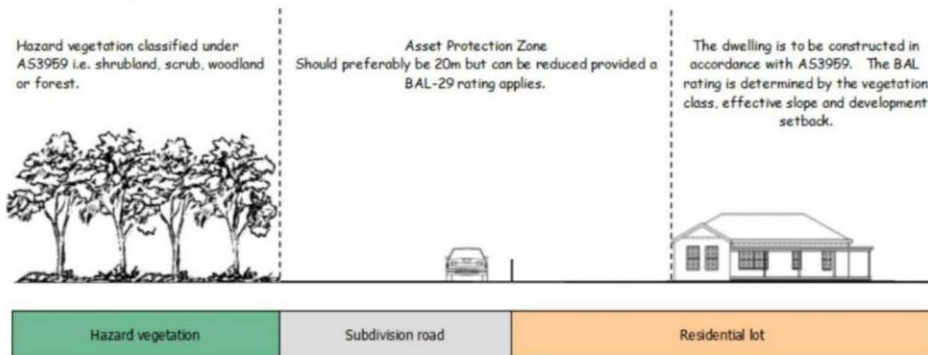 Hazard vegetation classified under
AS3959 i.e. shrubland, scrub, woodland
or forest.
Asset Protection Zone
Should preferably be 20m but can be reduced provided a
BAL-29 rating applies.
The dwelling is to be constructed in
accordance with AS3959. The BAL
rating is determined by the vegetation
class, effective slope and development
setback.
Hazard vegetation
Subdivision road
Residential lot